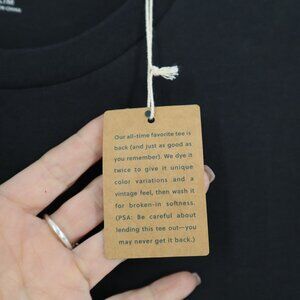 Our all-time favorite tee is
back (and just as good as
you remember). We dye it
twice to give it unique
color variations and a
vintage feel, then wash it
for broken-in softness.
(PSA: Be careful about
lending this tee out—you
may never get it back.)